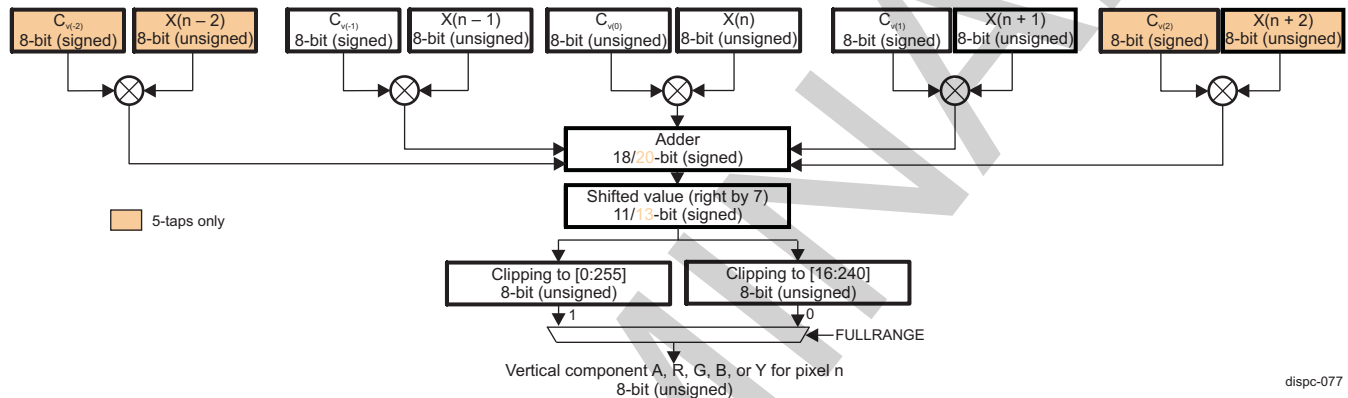 C v(-2)
8-bit (signed)
X(n – 2)
8-bit (unsigned)
C v(-1)
8-bit (signed)
X(n – 1)
8-bit (unsigned)
C v(0)
8-bit (signed)
X(n)
8-bit (unsigned)
C v(1)
8-bit (signed)
X(n + 1)
8-bit (unsigned)
C v(2)
8-bit (signed)
X(n + 2)
8-bit (unsigned)
Adder
18/20-bit (signed)
Shifted value (right by 7)
11/13-bit (signed)
5-taps only
Clipping to [0:255]
8-bit (unsigned)
Clipping to [16:240]
8-bit (unsigned)
1
0
FULLRANGE
Vertical component A, R, G, B, or Y for pixel n
8-bit (unsigned)
dispc-077